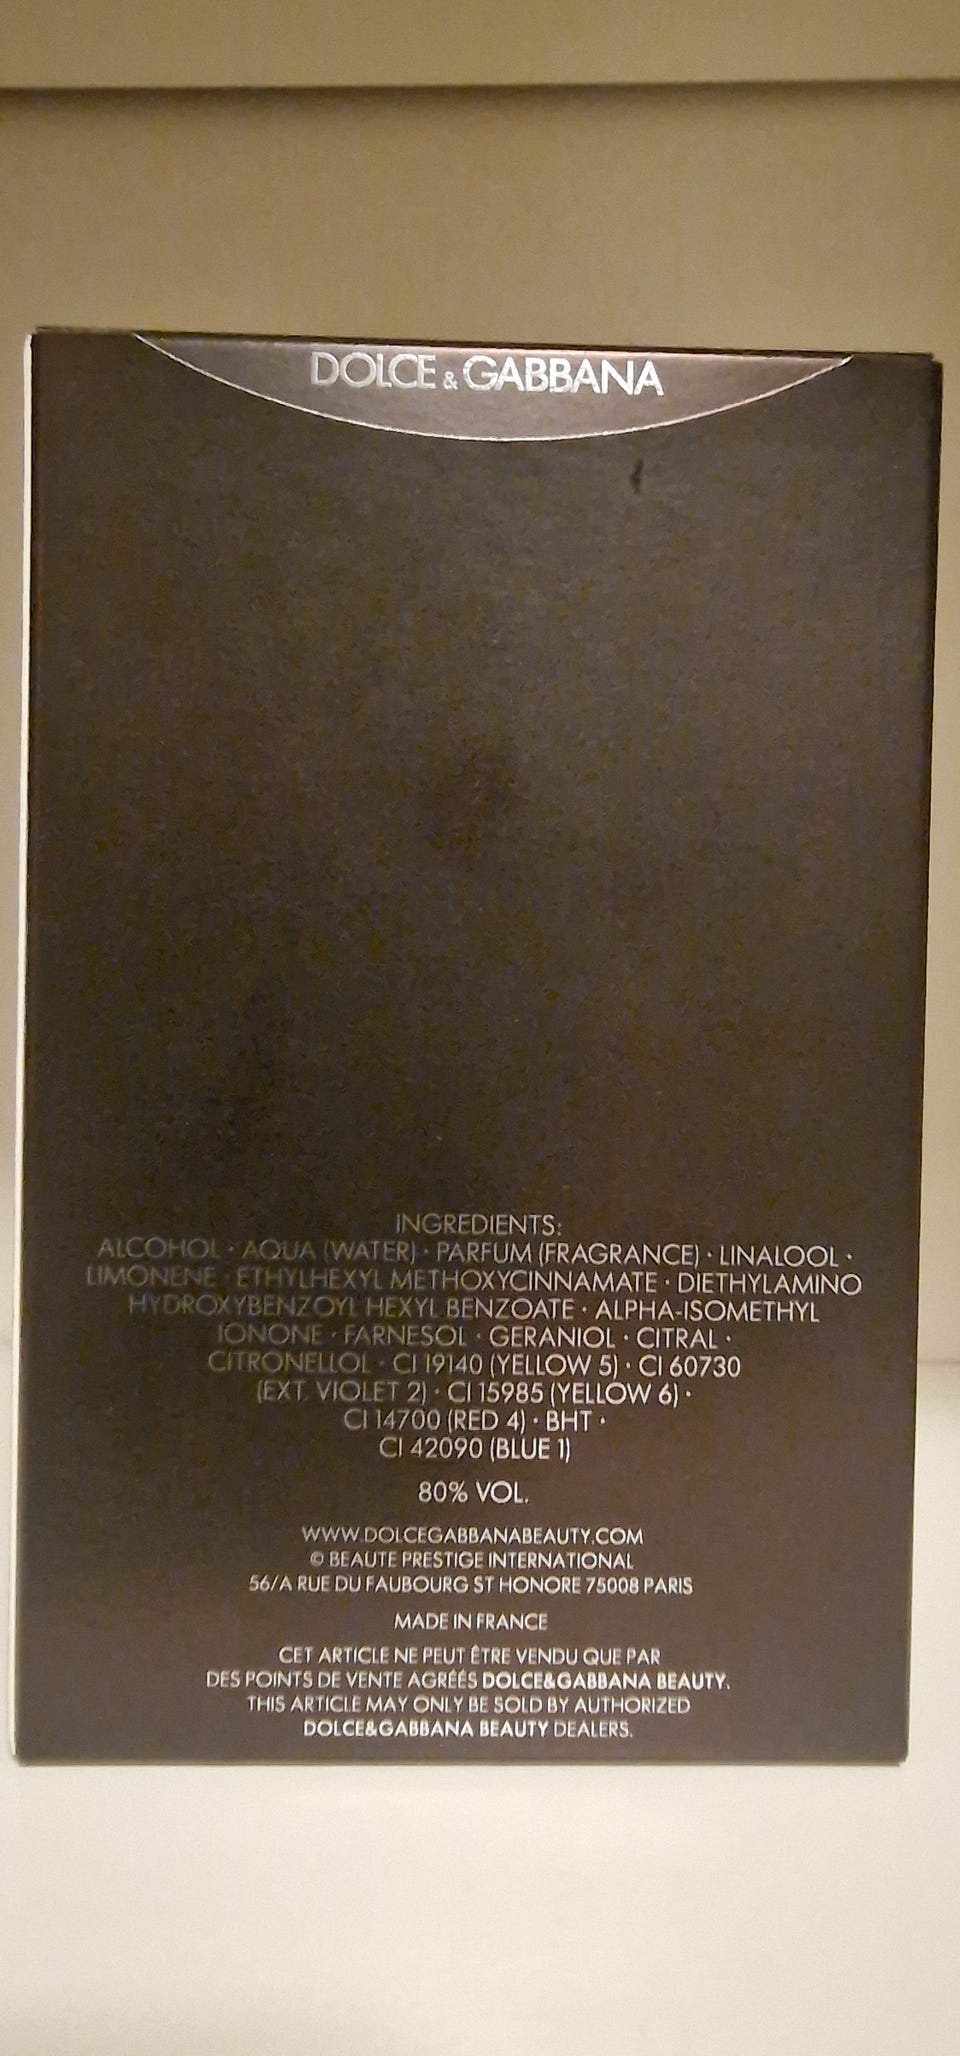 DOLCE & GABBANA
INGREDIENTS:
ALCOHOL · AQUA (WATER) · PARFUM (FRAGRANCE) · LINALOOL ·
LIMONENE · ETHYLHEXYL METHOXYCINNAMATE · DIETHYLAMINO
HYDROXYBENZOYL HEXYL BENZOATE · ALPHA-ISOMETHYL
IONONE · FARNESOL · GERANIOL · CITRAL ·
CITRONELLOL · CI 19140 (YELLOW 5) · CI 60730
(EXT. VIOLET 2) · CI 15985 (YELLOW 6) ·
CI 14700 (RED 4) · BHT ·
CI 42090 (BLUE 1)
80% VOL.
WWW.DOLCEGABBANABEAUTY.COM
© BEAUTE PRESTIGE INTERNATIONAL
56/A RUE DU FAUBOURG ST HONORE 75008 PARIS
MADE IN FRANCE
CET ARTICLE NE PEUT ÊTRE VENDU QUE PAR
DES POINTS DE VENTE AGRÉÉS DOLCE&GABBANA BEAUTY.
THIS ARTICLE MAY ONLY BE SOLD BY AUTHORIZED
DOLCE&GABBANA BEAUTY DEALERS.